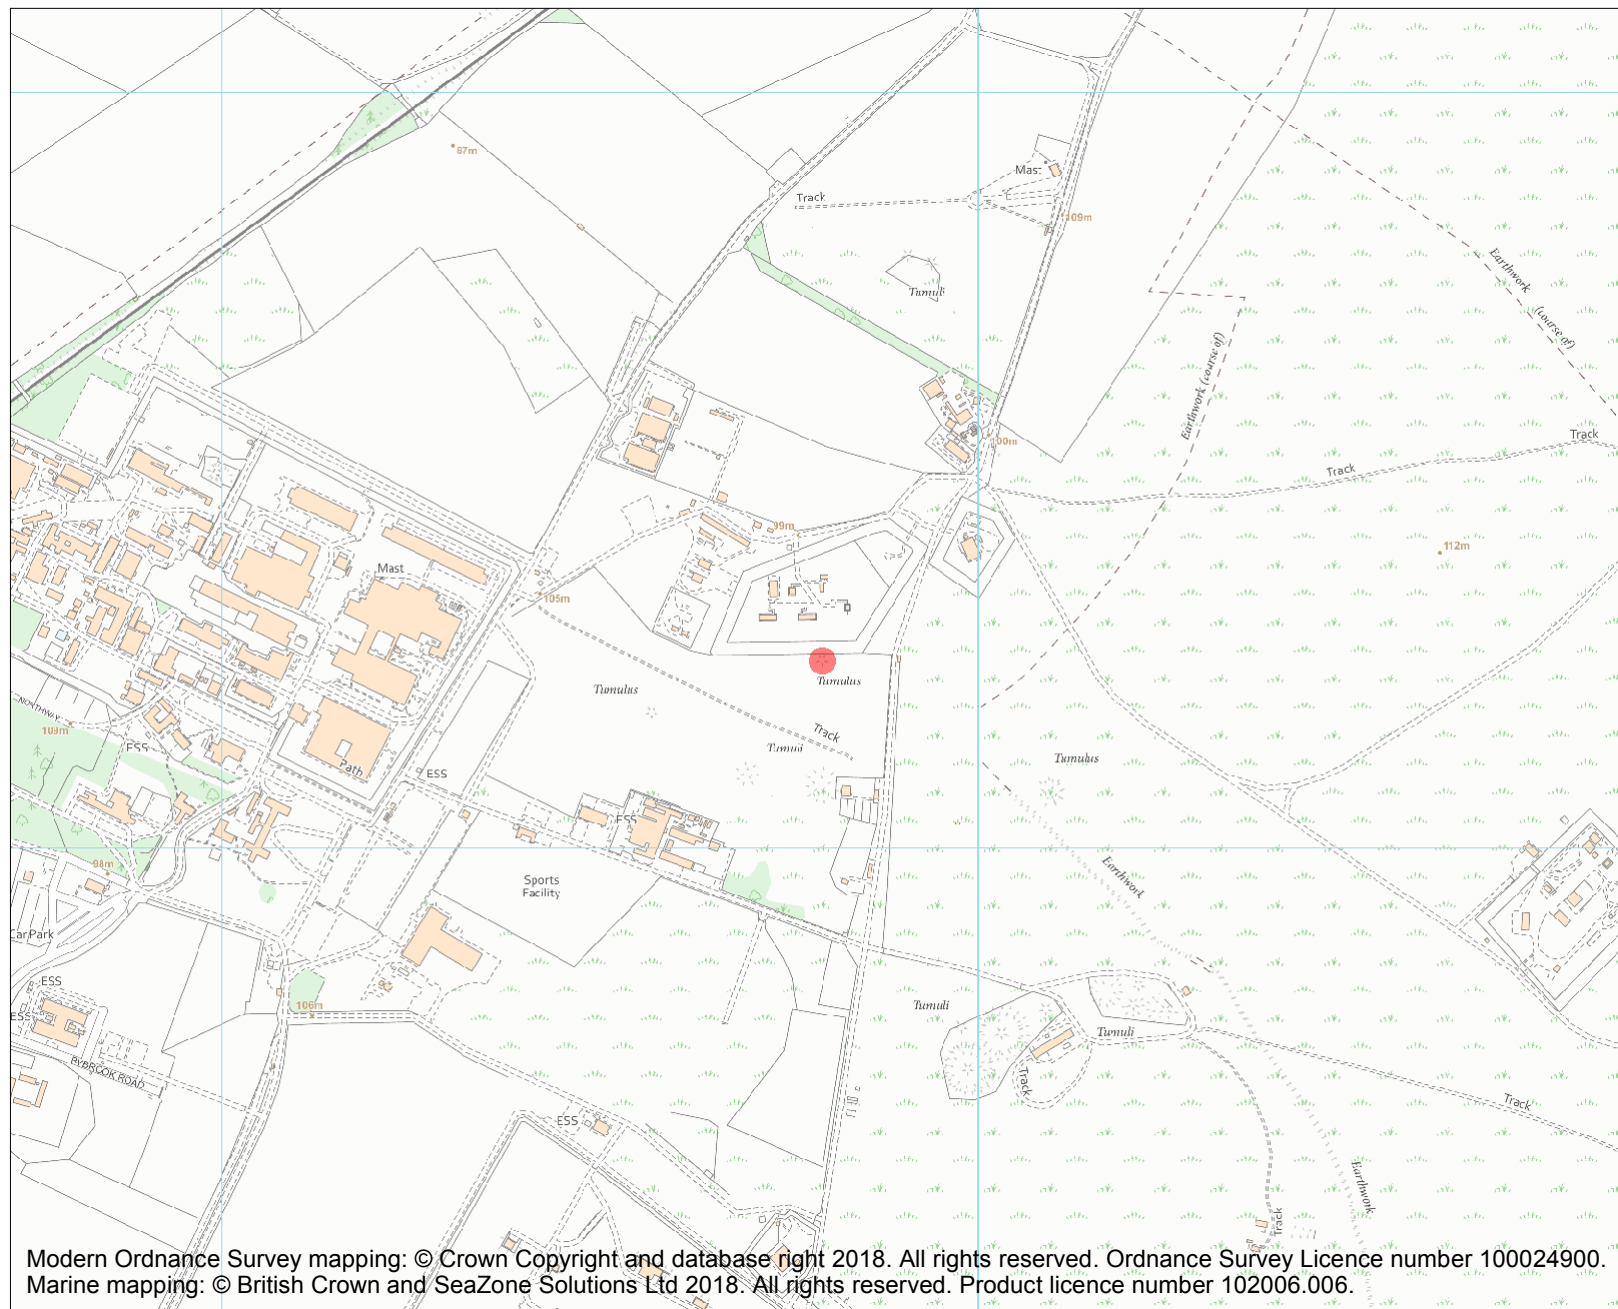 87m
Track
Mast
109m
Tumuli
Earthwork
(course of)
Earthwork (course of)
100m
Track
Track
99m
112m
Mast
105m
Tumulus
Tumulus
Track
Tumuli
Tumulus
NORTHWAY
109m
ESS
Path
ESS
ESS
98m
Earthwork
Sports
Facility
Car Park
ESS
ESS
106m
Tumuli
Tumuli
Track
BYBROOK ROAD
Track
ESS
Earthwork
Track
Modern Ordnance Survey mapping: © Crown Copyright and database right 2018. All rights reserved. Ordnance Survey Licence number 100024900.
Marine mapping: © British Crown and SeaZone Solutions Ltd 2018. All rights reserved. Product licence number 102006.006.